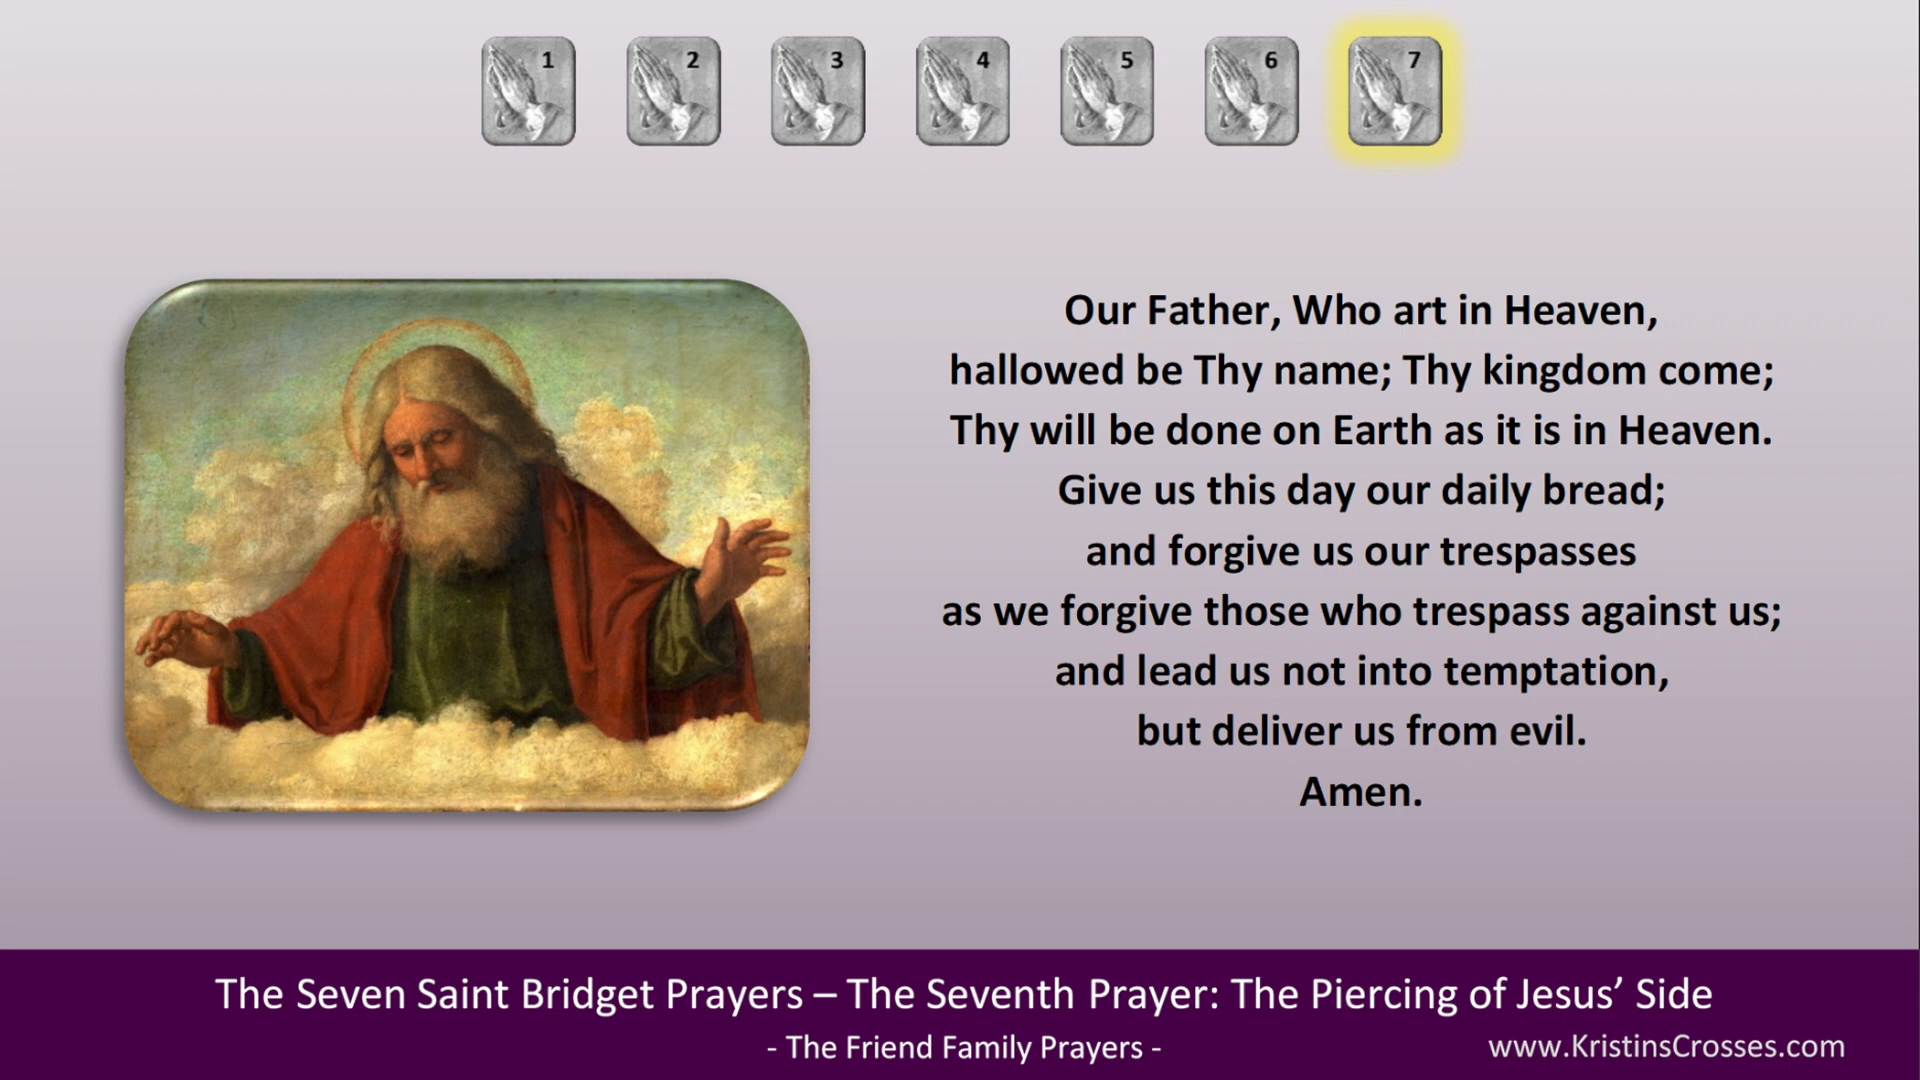 1 2 3 4 5 6 7
Our Father, Who art in Heaven,
hallowed be Thy name; Thy kingdom come;
Thy will be done on Earth as it is in Heaven.
Give us this day our daily bread;
and forgive us our trespasses
as we forgive those who trespass against us;
and lead us not into temptation,
but deliver us from evil.
Amen.
The Seven Saint Bridget Prayers – The Seventh Prayer: The Piercing of Jesus’ Side
- The Friend Family Prayers -
www.KristinsCrosses.com